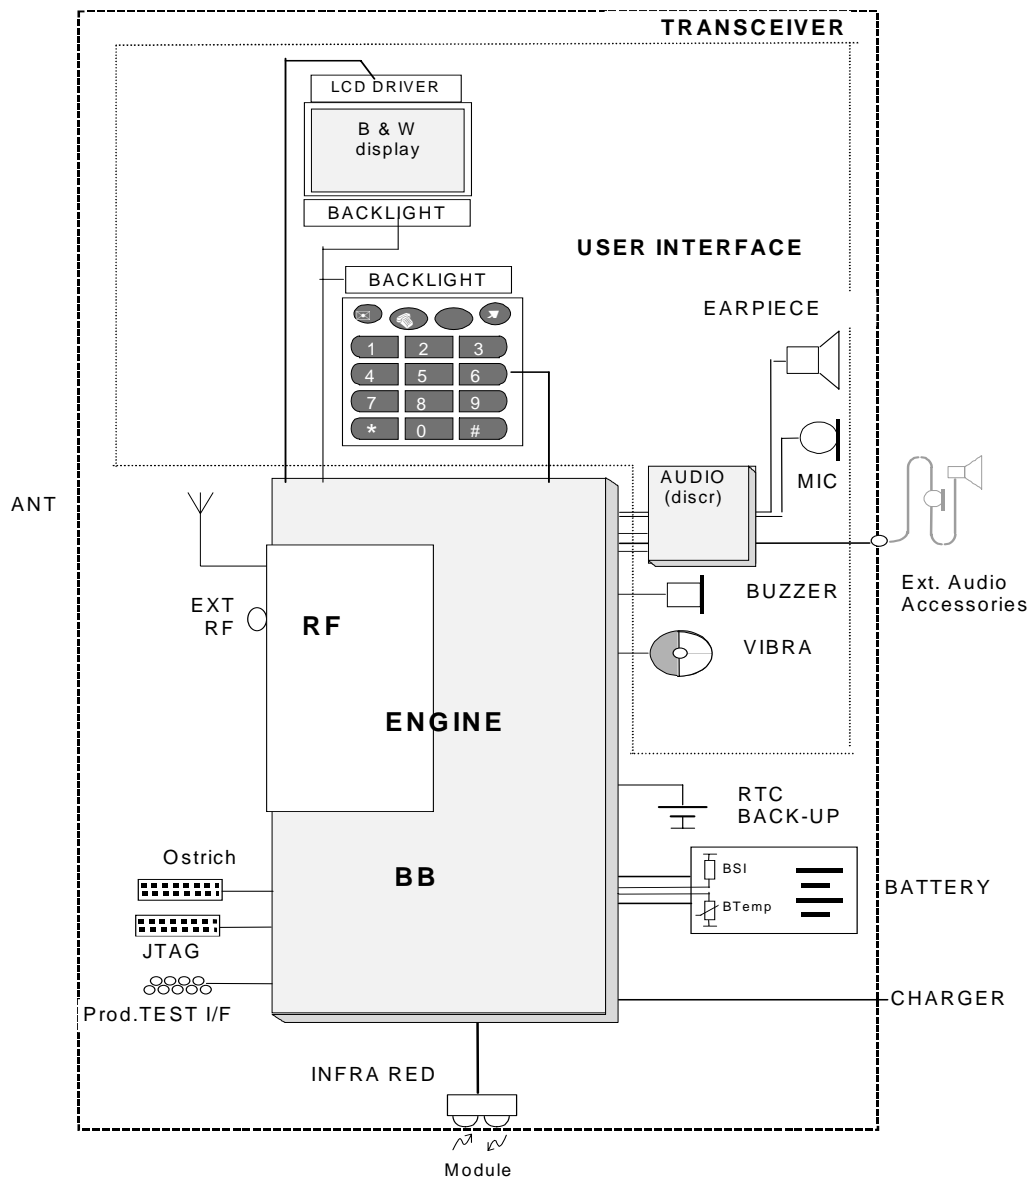 TRANSCEIVER
LCD DRIVER
B & W
display
BACKLIGHT
USER INTERFACE
BACKLIGHT
EARPIECE
1 2 3
4 5 6
7 8 9
* 0 #
AUDIO
(discr)
MIC
ANT
EXT
RF
RF
BUZZER
Ext. Audio
Accessories
VIBRA
ENGINE
RTC
BACK-UP
Ostrich
BB
BSI
BTemp
BATTERY
JTAG
Prod.TEST I/F
CHARGER
INFRA RED
Module